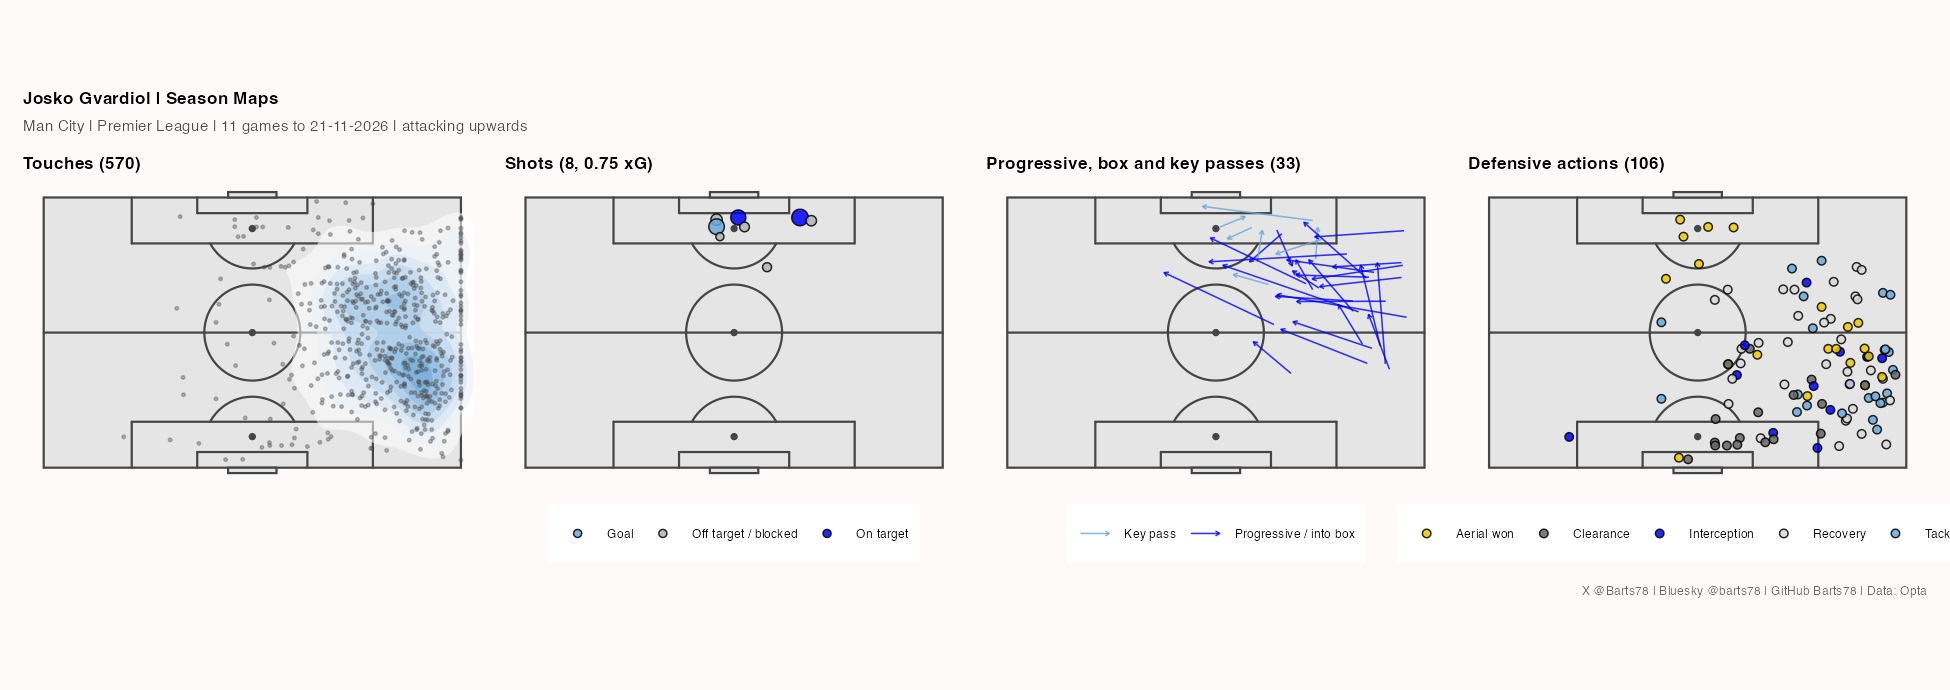 Josko Gvardiol | Season Maps
Man City | Premier League | 11 games to 21-11-2026 | attacking upwards
Touches (570)
Shots (8, 0.75 xG)
Progressive, box and key passes (33)
Defensive actions (106)
Goal
Off target / blocked
On target
Key pass
Progressive / into box
Aerial won
Clearance
Interception
Recovery
Tack
X @Barts78 | Bluesky @barts78 | GitHub Barts78 | Data: Opta